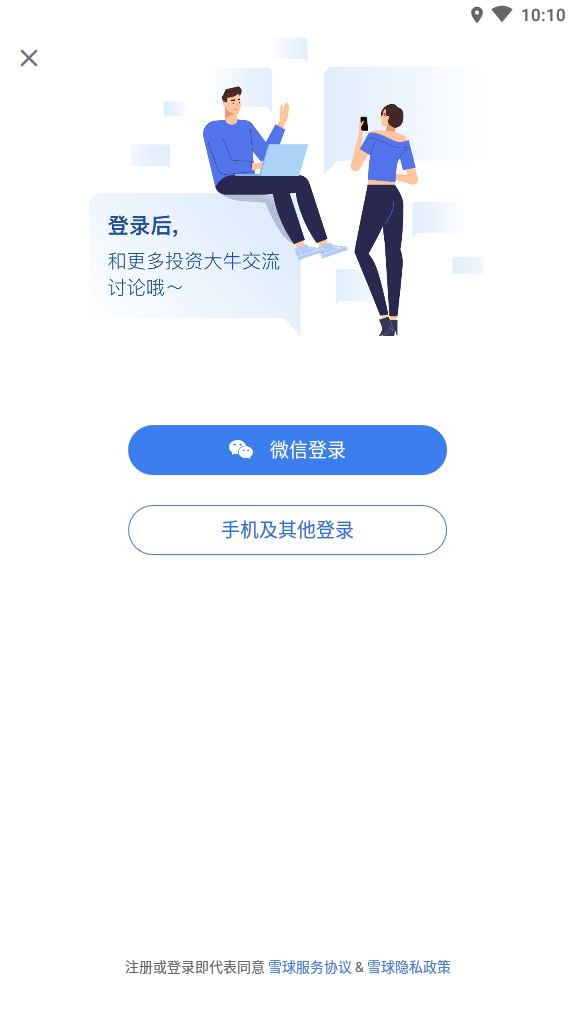 10:10
登录后,
和更多投资大牛交流
讨论哦～
微信登录
手机及其他登录
注册或登录即代表同意 雪球服务协议 & 雪球隐私政策